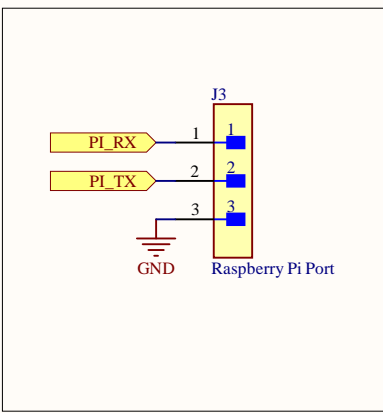 J3
PI_RX 1 1
PI_TX 2 2
3 3
GND
Raspberry Pi Port